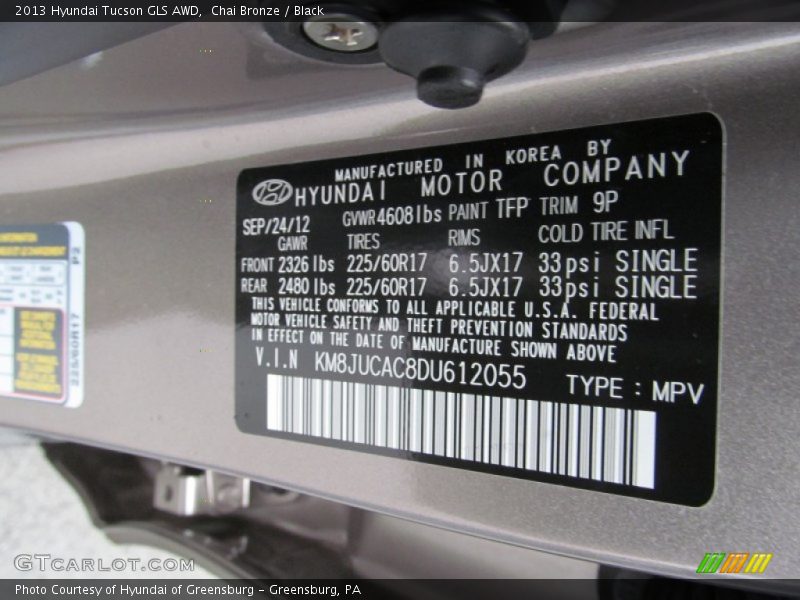 2013 Hyundai Tucson GLS AWD,  Chai Bronze / Black
MANUFACTURED IN KOREA BY
HYUNDAI MOTOR COMPANY
SEP/24/12 GVWR 4608lbs PAINT TFP TRIM 9P
GAWR TIRES RIMS COLD TIRE INFL
FRONT 2326 lbs 225/60R17 6.5JX17 33psi SINGLE
REAR 2480 lbs 225/60R17 6.5JX17 33psi SINGLE
THIS VEHICLE CONFORMS TO ALL APPLICABLE U.S.A. FEDERAL
MOTOR VEHICLE SAFETY AND THEFT PREVENTION STANDARDS
IN EFFECT ON THE DATE OF MANUFACTURE SHOWN ABOVE
V.I.N KM8JUCAC8DU612055 TYPE : MPV
P2
225/60R17
GTcarlot.com
Photo Courtesy of Hyundai of Greensburg - Greensburg, PA